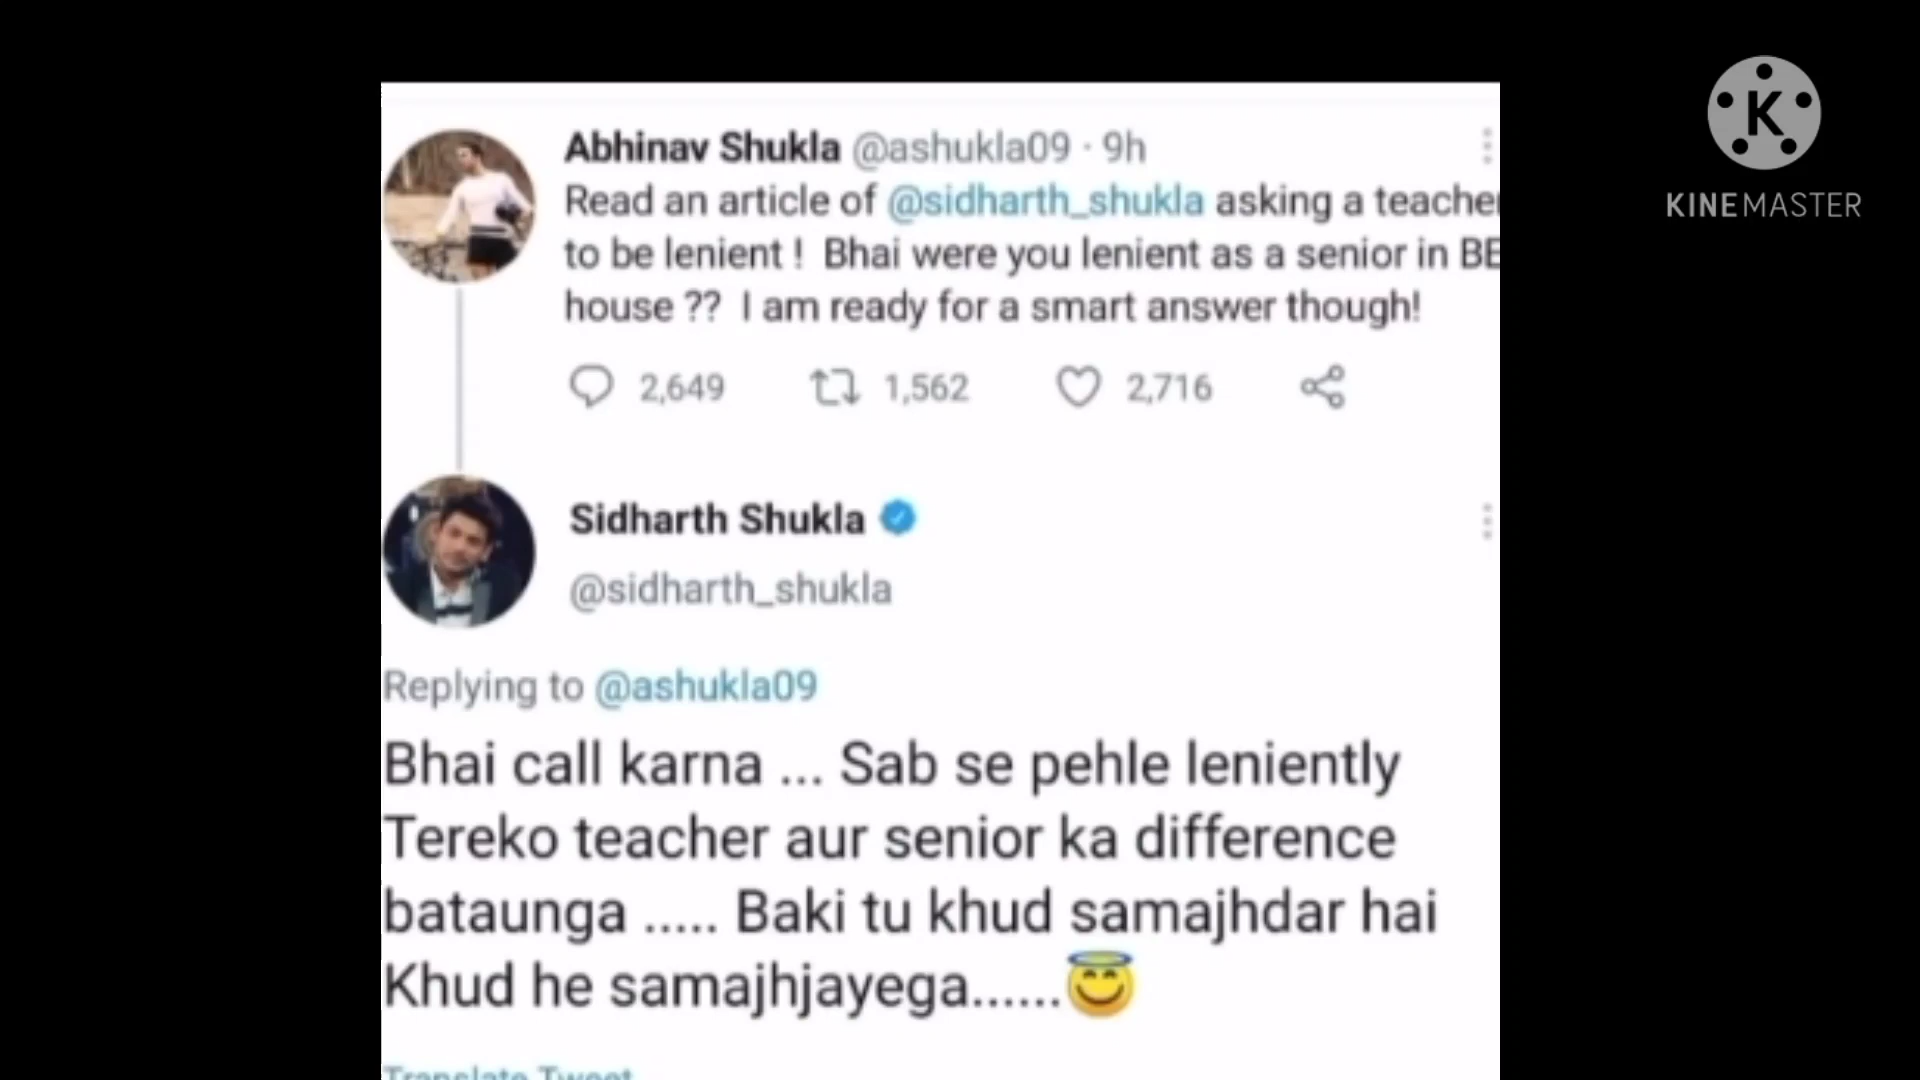 K
KINEMASTER
Abhinav Shukla @ashukla09 · 9h
Read an article of @sidharth_shukla asking a teache
to be lenient ! Bhai were you lenient as a senior in BB
house ?? I am ready for a smart answer though!
2,649 1,562 2,716
Sidharth Shukla
@sidharth_shukla
Replying to @ashukla09
Bhai call karna ... Sab se pehle leniently
Tereko teacher aur senior ka difference
bataunga ..... Baki tu khud samajhdar hai
Khud he samajhjayega......😇
Translate Tweet